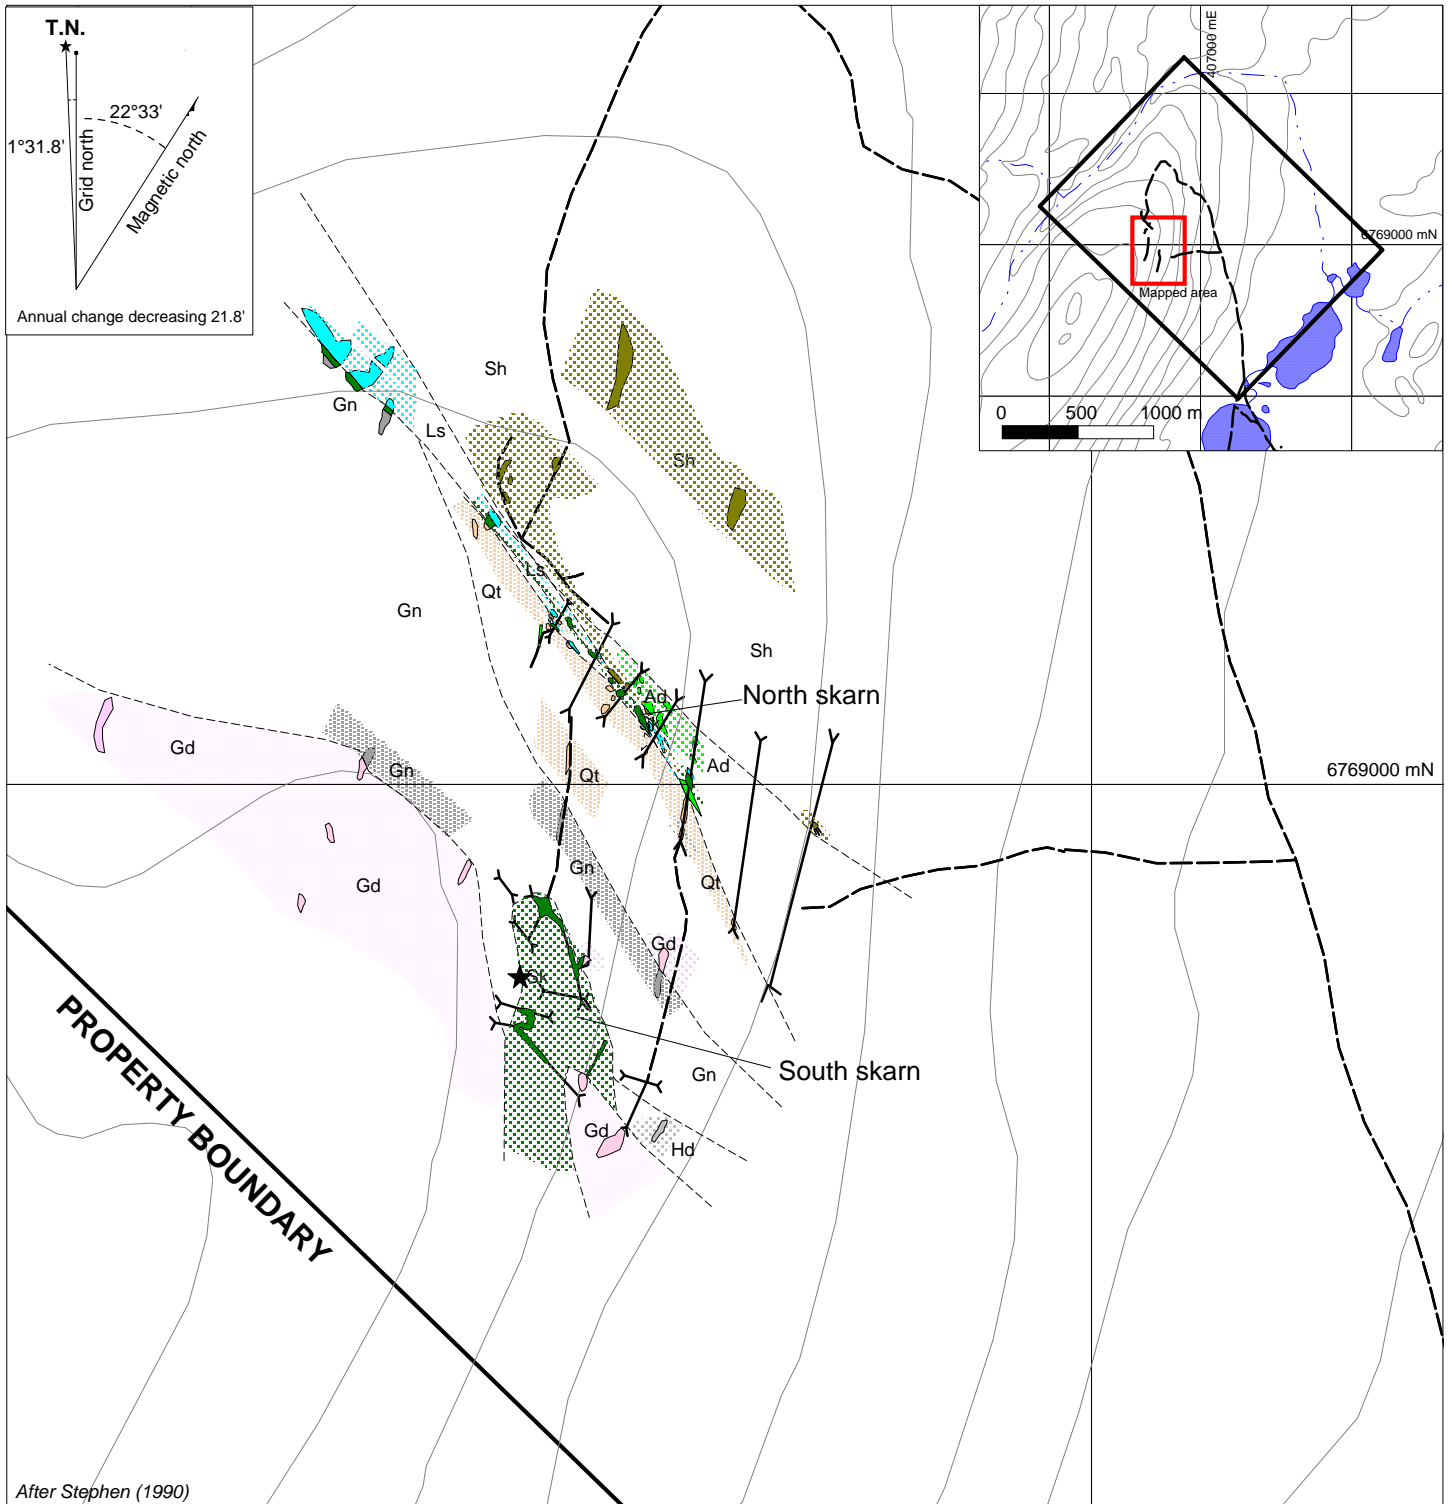 T.N.
22°33'
1°31.8'
Grid north
Magnetic north
Annual change decreasing 21.8'
407000 mE
6769000 mN
Mapped area
0 500 1000 m
Sh
Gn
Ls
Sh
Ls
Qt
Gn
Sh
Ad
North skarn
Gd
Gn
Qt
Ad
6769000 mN
Gn
Gd
Qt
Gd
South skarn
Gn
Gd
Hd
PROPERTY BOUNDARY
After Stephen (1990)